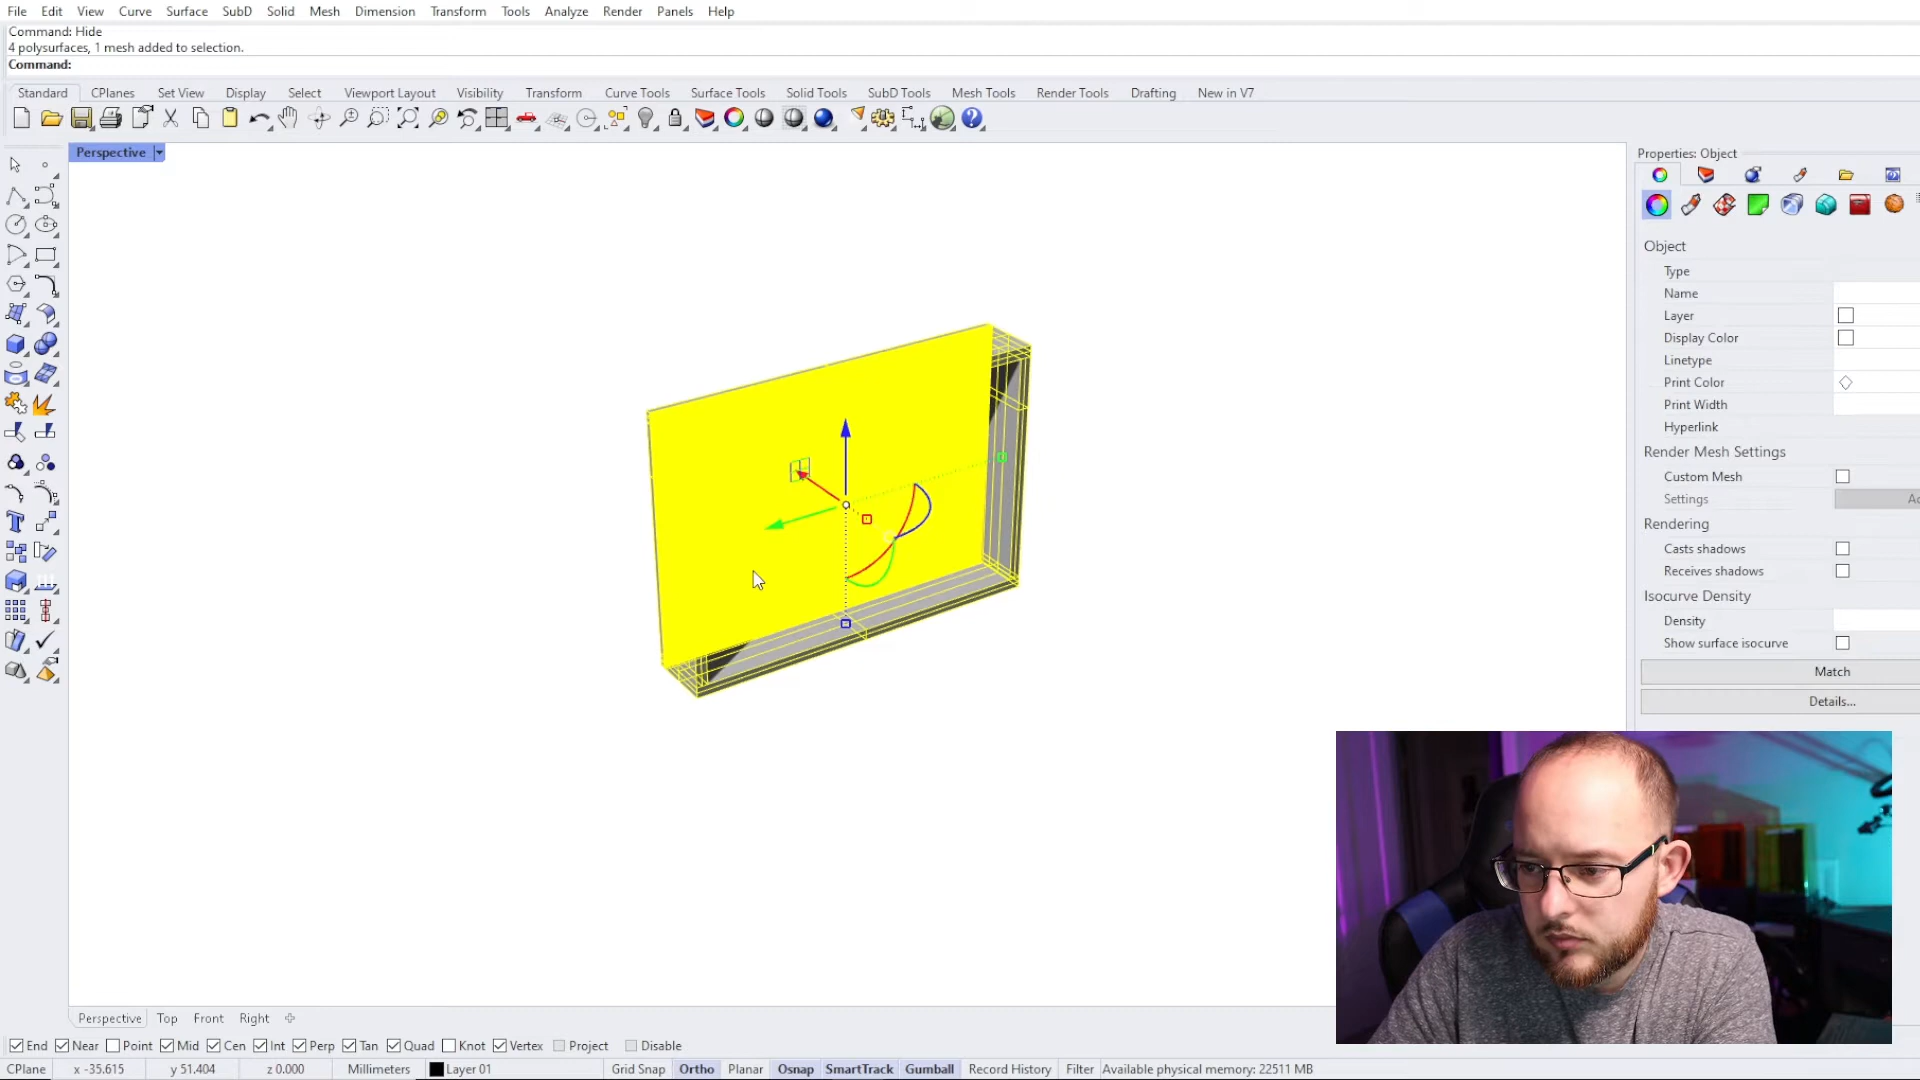 File Edit View Curve Surface SubD Solid Mesh Dimension Transform Tools Analyze Render Panels Help
Command: Hide
4 polysurfaces, 1 mesh added to selection.
Command:
Standard CPlanes Set View Display Select Viewport Layout Visibility Transform Curve Tools Surface Tools Solid Tools SubD Tools Mesh Tools Render Tools Drafting New in V7
Perspective
Properties: Object
Object
Type
Name
Layer
Display Color
Linetype
Print Color
Print Width
Hyperlink
Render Mesh Settings
Custom Mesh
Settings
Rendering
Casts shadows
Receives shadows
Isocurve Density
Density
Show surface isocurve
Match
Details...
Perspective Top Front Right
End Near Point Mid Cen Int Perp Tan Quad Knot Vertex Project Disable
CPlane x -35.615 y 51.404 z 0.000 Millimeters Layer 01 Grid Snap Ortho Planar Osnap SmartTrack Gumball Record History Filter Available physical memory: 22511 MB